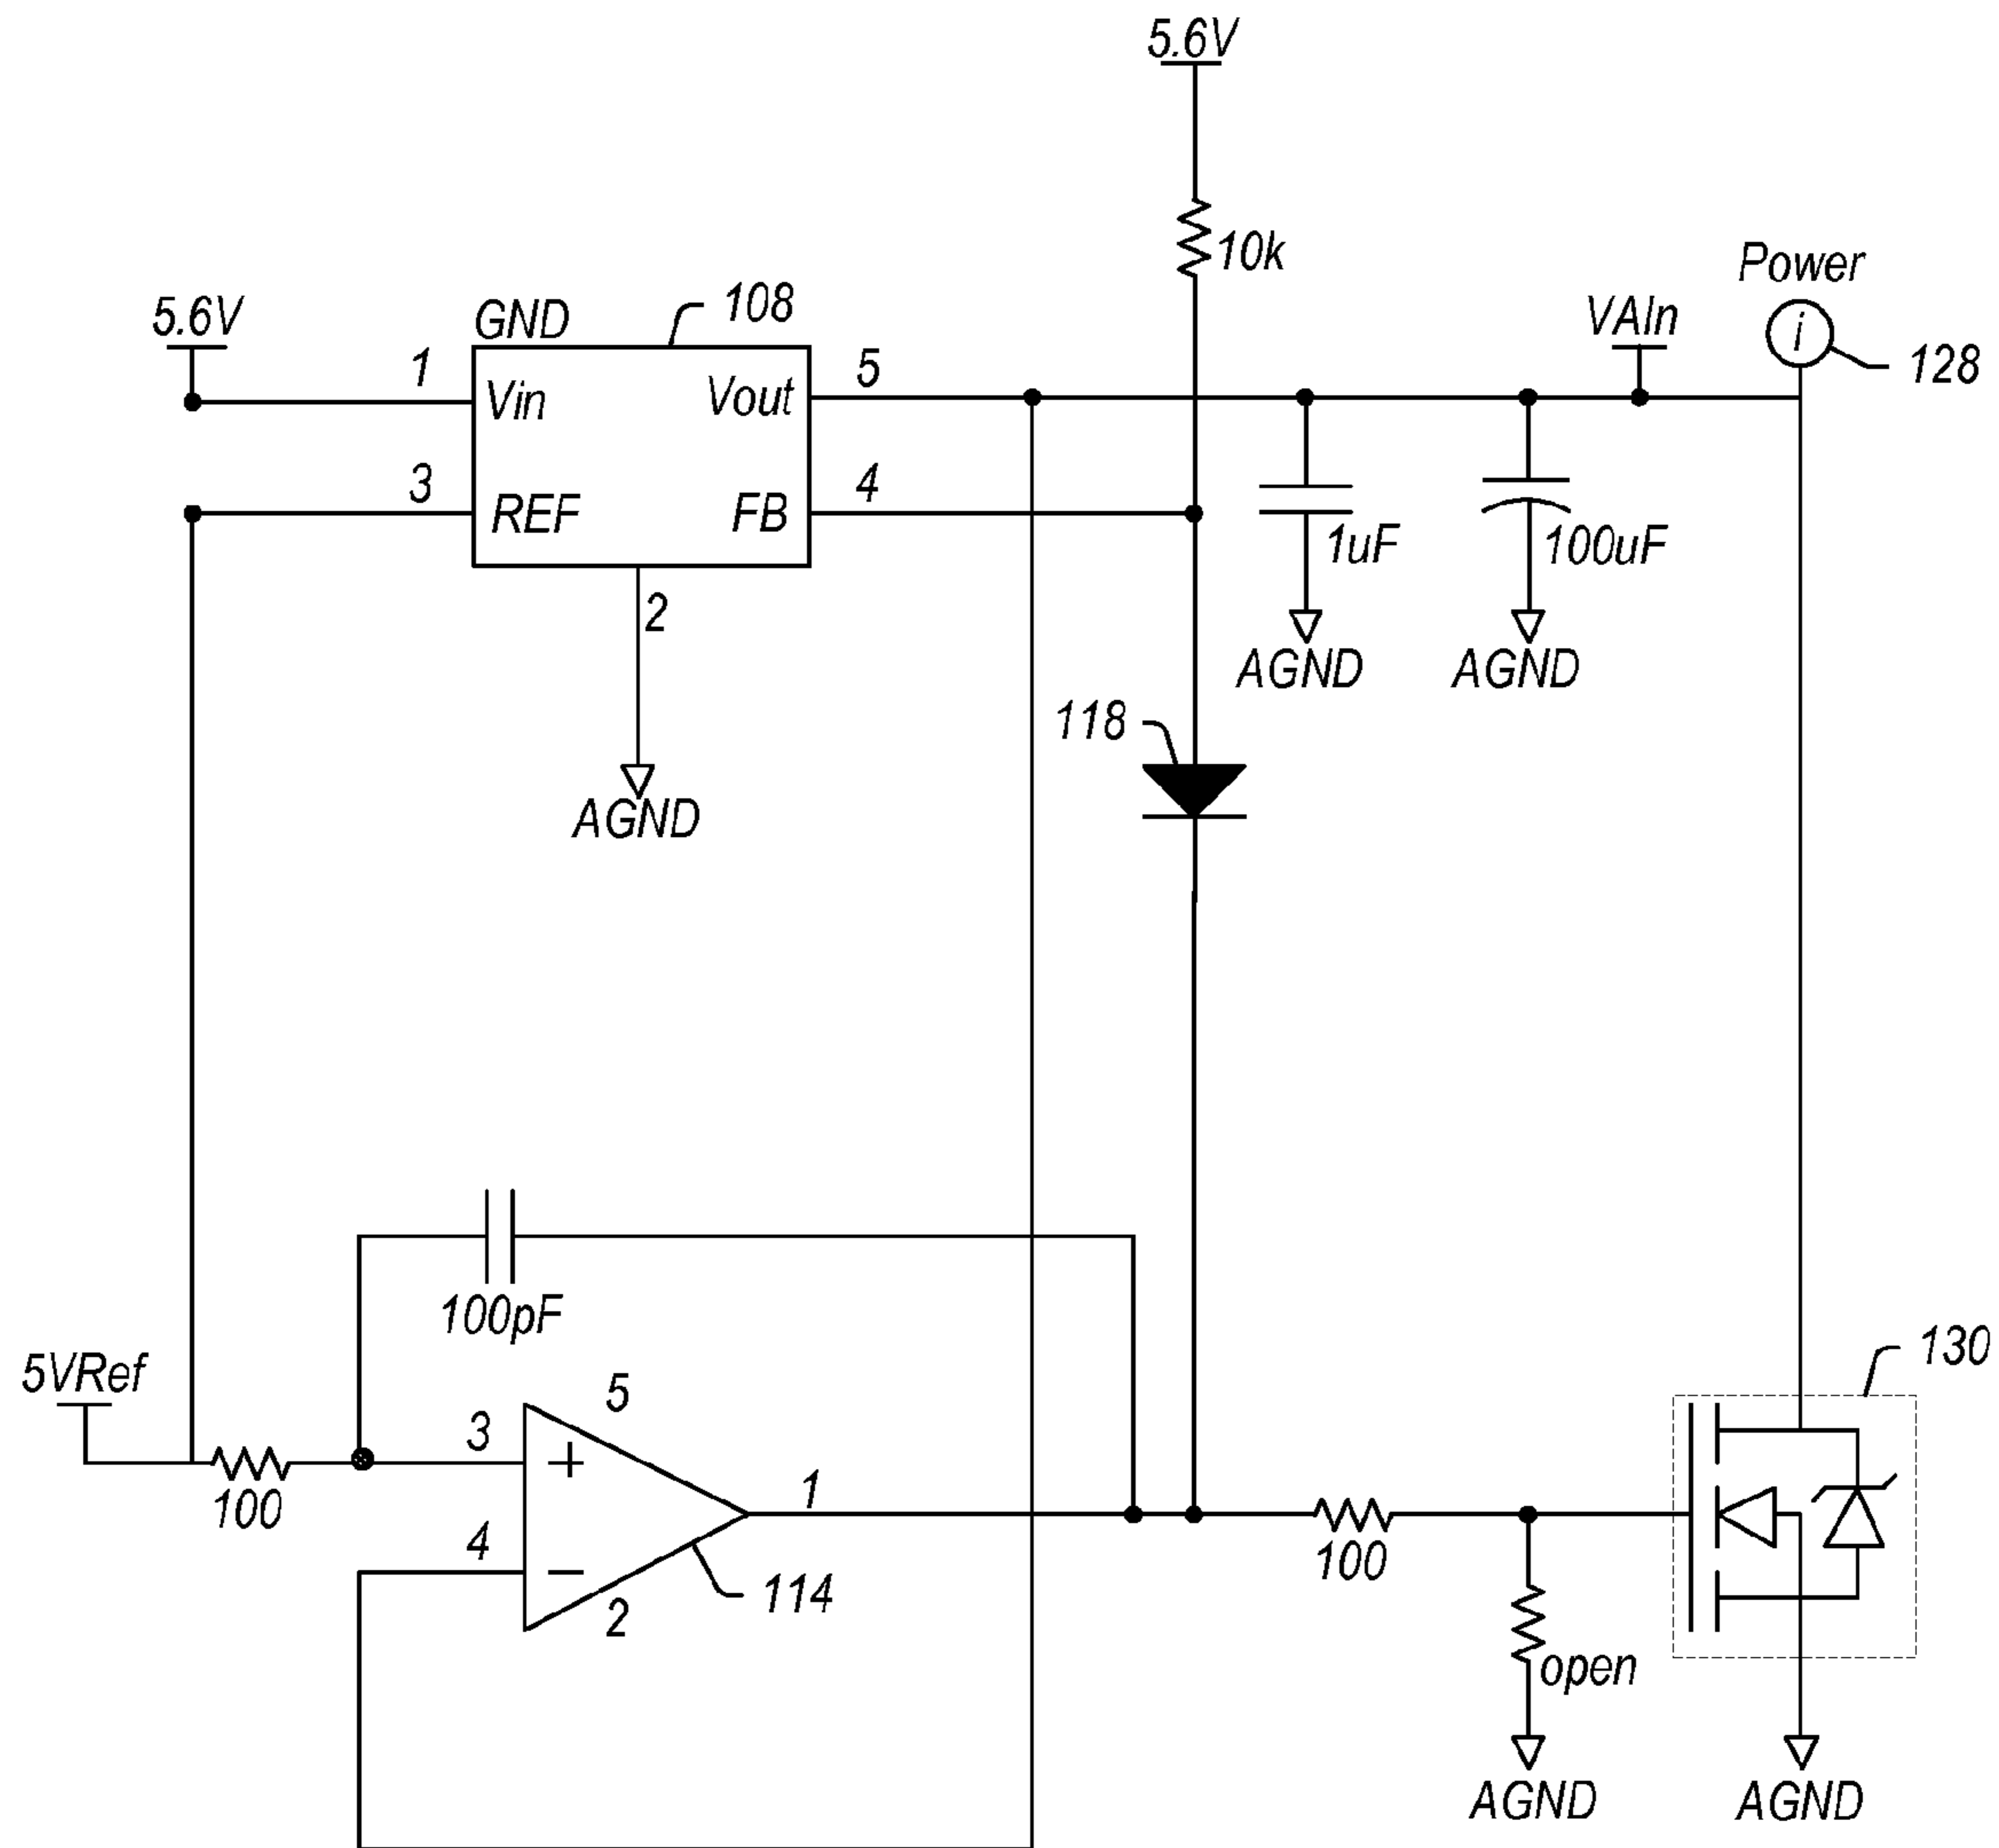 5.6V
10k
Power
5.6V
GND
108
VAIn
i
128
1
Vin
Vout
5
3
REF
FB
4
1uF
100uF
2
AGND
AGND
118
AGND
100pF
5VRef
5
3
+
100
1
4
−
2
114
100
130
open
AGND
AGND